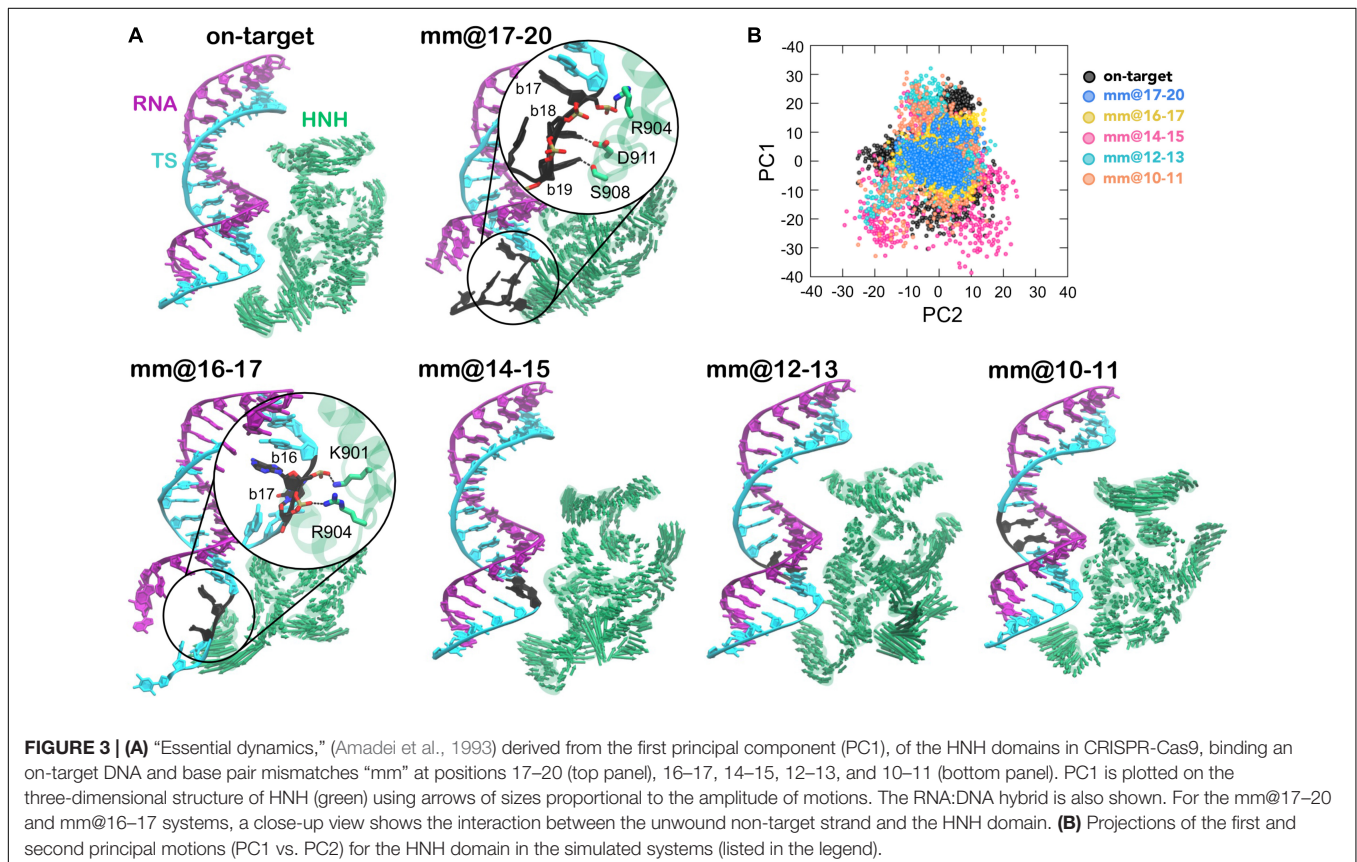 A
on-target
RNA
TS
HNH
mm@17-20
b17
b18
b19
R904
D911
S908
B
40
-40
30
20
10
0
-10
-20
-30
-40
PC1
-40 -30 -20 -10 0 10 20 30 40
PC2
on-target
mm@17-20
mm@16-17
mm@14-15
mm@12-13
mm@10-11
mm@16-17
b16
b17
K901
R904
mm@14-15
mm@12-13
mm@10-11
FIGURE 3 | (A) “Essential dynamics,” (Amadei et al., 1993) derived from the first principal component (PC1), of the HNH domains in CRISPR-Cas9, binding an
on-target DNA and base pair mismatches “mm” at positions 17–20 (top panel), 16–17, 14–15, 12–13, and 10–11 (bottom panel). PC1 is plotted on the
three-dimensional structure of HNH (green) using arrows of sizes proportional to the amplitude of motions. The RNA:DNA hybrid is also shown. For the mm@17–20
and mm@16–17 systems, a close-up view shows the interaction between the unwound non-target strand and the HNH domain. (B) Projections of the first and
second principal motions (PC1 vs. PC2) for the HNH domain in the simulated systems (listed in the legend).